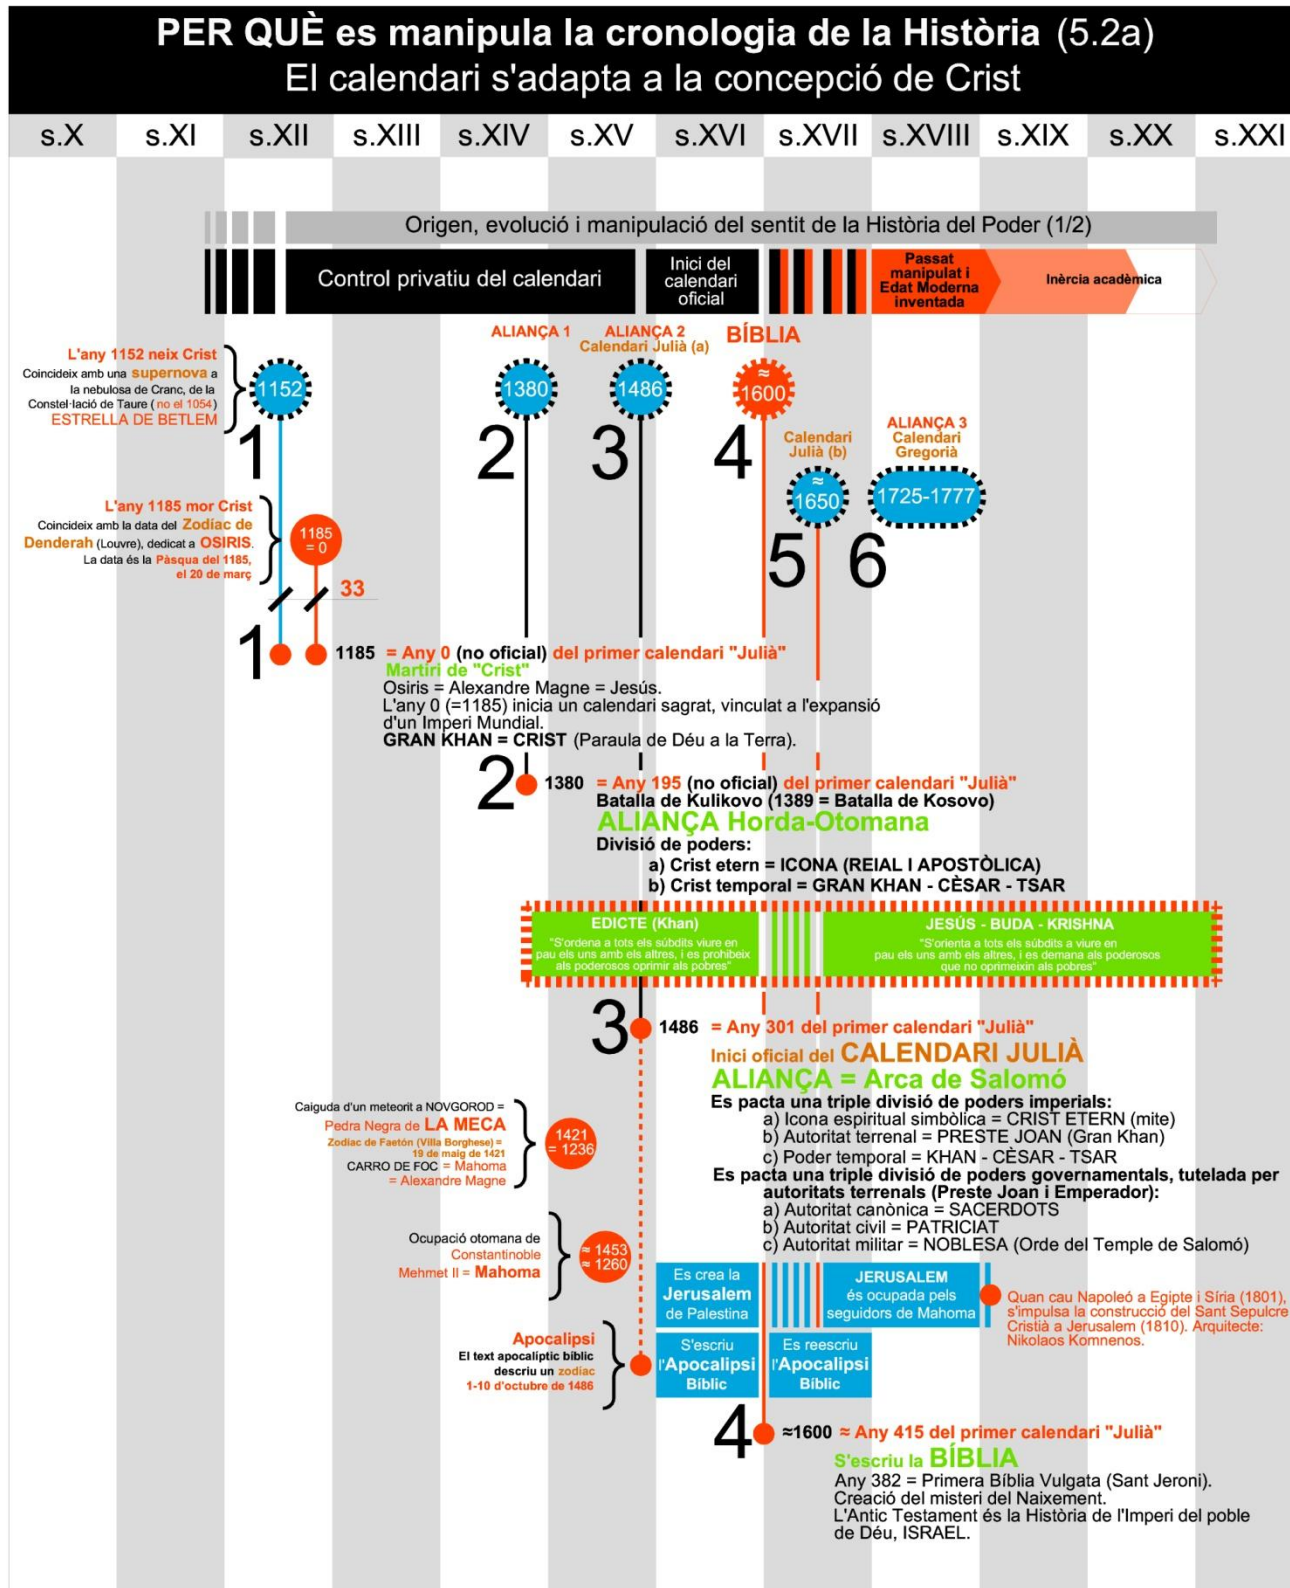 PER QUÈ es manipula la cronologia de la Història (5.2a)
El calendari s'adapta a la concepció de Crist
s.X s.XI s.XII s.XIII s.XIV s.XV s.XVI s.XVII s.XVIII s.XIX s.XX s.XXI
Origen, evolució i manipulació del sentit de la Història del Poder (1/2)
Control privatiu del calendari
Inici del
calendari
oficial
Passat
manipulat i
Edat Moderna
inventada
Inèrcia acadèmica
L'any 1152 neix Crist
Coincideix amb una supernova a
la nebulosa de Cranc, de la
Constel·lació de Taure (no el 1054)
ESTRELLA DE BETLEM
1152
1
ALIANÇA 1
1380
2
ALIANÇA 2
Calendari Julià (a)
1486
3
BÍBLIA
≈
1600
4
Calendari
Julià (b)
≈
1650
5
ALIANÇA 3
Calendari
Gregorià
1725-1777
6
L'any 1185 mor Crist
Coincideix amb la data del Zodíac de
Denderah (Louvre), dedicat a OSIRIS.
La data és la Pàsqua del 1185,
el 20 de març
1185
= 0
33
1
1185 = Any 0 (no oficial) del primer calendari "Julià"
Martiri de "Crist"
Osiris = Alexandre Magne = Jesús.
L'any 0 (=1185) inicia un calendari sagrat, vinculat a l'expansió
d'un Imperi Mundial.
GRAN KHAN = CRIST (Paraula de Déu a la Terra).
2
1380 = Any 195 (no oficial) del primer calendari "Julià"
Batalla de Kulikovo (1389 = Batalla de Kosovo)
ALIANÇA Horda-Otomana
Divisió de poders:
a) Crist etern = ICONA (REIAL I APOSTÒLICA)
b) Crist temporal = GRAN KHAN - CÈSAR - TSAR
EDICTE (Khan)
"S'ordena a tots els súbdits viure en
pau els uns amb els altres, i es prohibeix
als poderosos oprimir als pobres"
JESÚS - BUDA - KRISHNA
"S'orienta a tots els súbdits a viure en
pau els uns amb els altres, i es demana als poderosos
que no oprimeixin als pobres"
3
1486 = Any 301 del primer calendari "Julià"
Inici oficial del CALENDARI JULIÀ
ALIANÇA = Arca de Salomó
Es pacta una triple divisió de poders imperials:
a) Icona espiritual simbòlica = CRIST ETERN (mite)
b) Autoritat terrenal = PRESTE JOAN (Gran Khan)
c) Poder temporal = KHAN - CÈSAR - TSAR
Es pacta una triple divisió de poders governamentals, tutelada per
autoritats terrenals (Preste Joan i Emperador):
a) Autoritat canònica = SACERDOTS
b) Autoritat civil = PATRICIAT
c) Autoritat militar = NOBLESA (Orde del Temple de Salomó)
Caiguda d'un meteorit a NOVGOROD =
Pedra Negra de LA MECA
Zodíac de Faetón (Villa Borghese) =
19 de maig de 1421
CARRO DE FOC = Mahoma
= Alexandre Magne
1421
= 1236
Ocupació otomana de
Constantinoble
Mehmet II = Mahoma
≈ 1453
≈ 1260
Es crea la
Jerusalem
de Palestina
JERUSALEM
és ocupada pels
seguidors de Mahoma
Quan cau Napoleó a Egipte i Síria (1801),
s'impulsa la construcció del Sant Sepulcre
Cristià a Jerusalem (1810). Arquitecte:
Nikolaos Komnenos.
Apocalipsi
El text apocalíptic bíblic
descriu un zodíac
1-10 d'octubre de 1486
S'escriu
l'Apocalipsi
Bíblic
Es reescriu
l'Apocalipsi
Bíblic
4
≈1600 ≈ Any 415 del primer calendari "Julià"
S'escriu la BÍBLIA
Any 382 = Primera Bíblia Vulgata (Sant Jeroni).
Creació del misteri del Naixement.
L'Antic Testament és la Història de l'Imperi del poble
de Déu, ISRAEL.